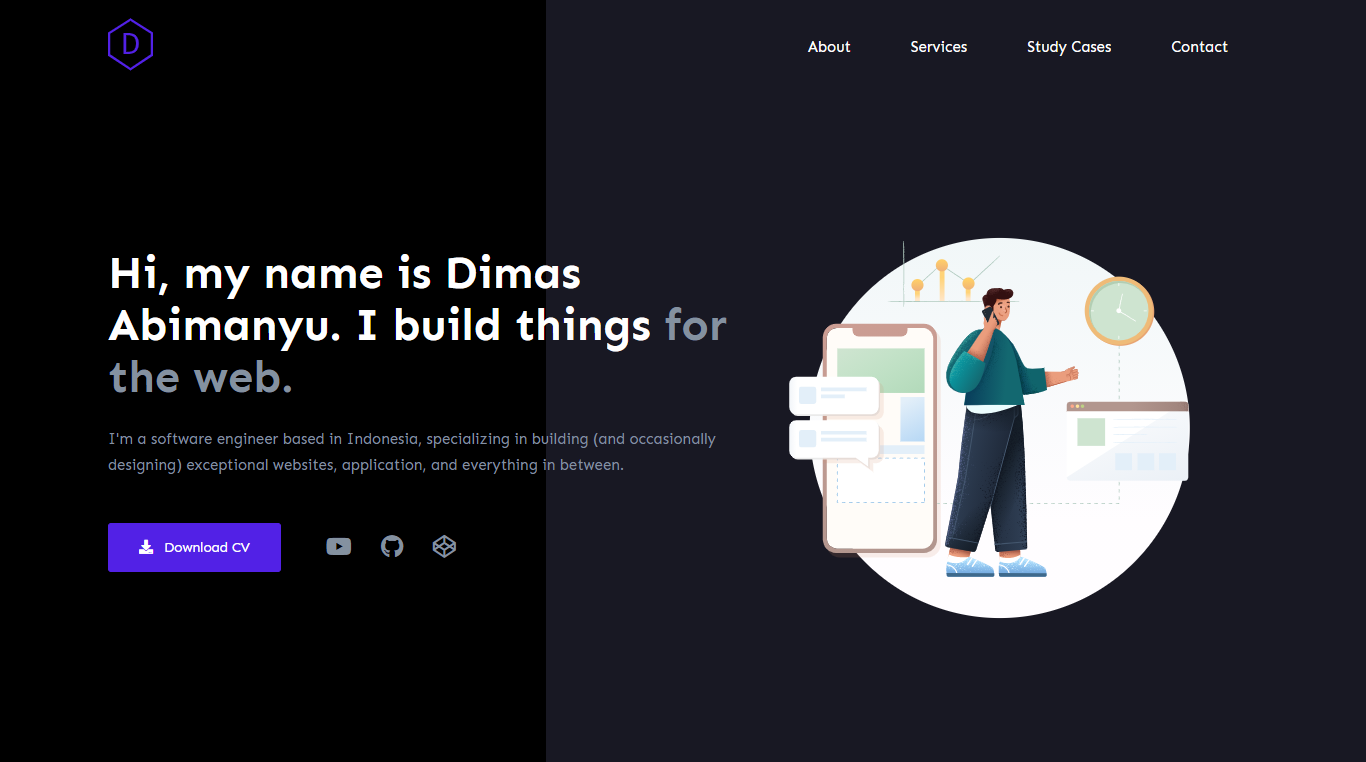 D
About Services Study Cases Contact
Hi, my name is Dimas
Abimanyu. I build things for
the web.
I'm a software engineer based in Indonesia, specializing in building (and occasionally
designing) exceptional websites, application, and everything in between.
Download CV